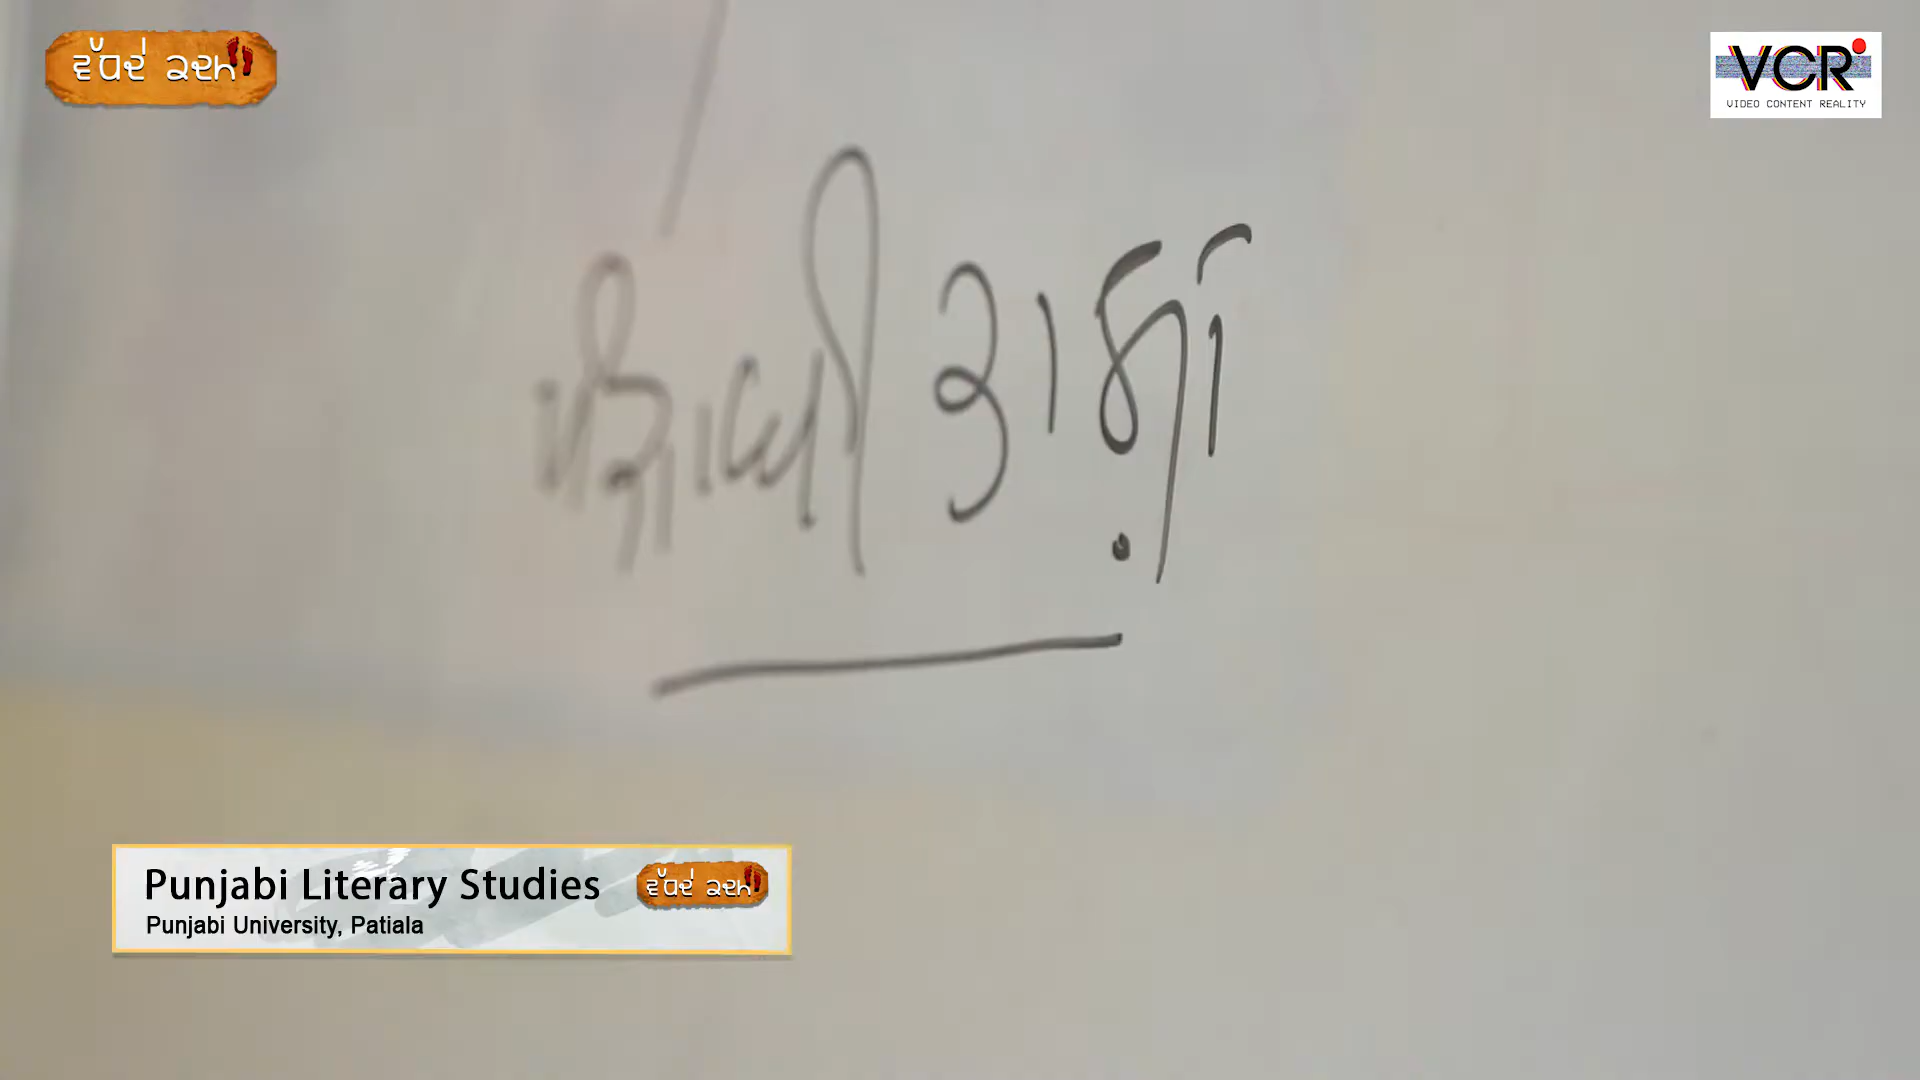 ਵੱਧਦੇ ਕਦਮ
VCR
VIDEO CONTENT REALITY
ਪੰਜਾਬੀ ਭਾਸ਼ਾ
Punjabi Literary Studies
ਵੱਧਦੇ ਕਦਮ
Punjabi University, Patiala